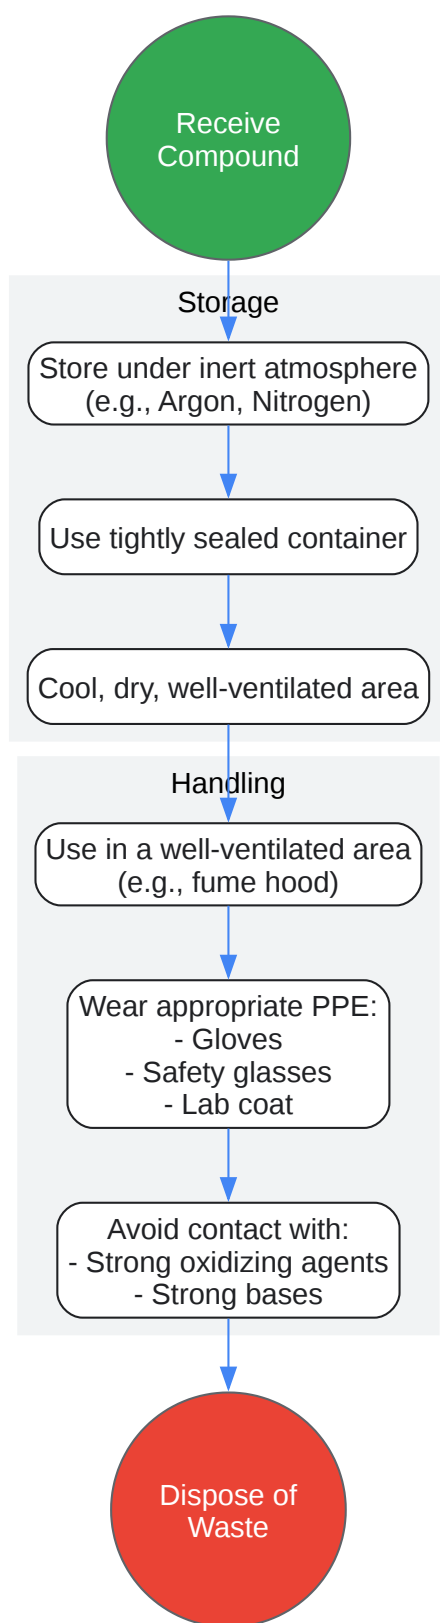 Receive
Compound
Storage
Store under inert atmosphere
(e.g., Argon, Nitrogen)
Use tightly sealed container
Cool, dry, well-ventilated area
Handling
Use in a well-ventilated area
(e.g., fume hood)
Wear appropriate PPE:
- Gloves
- Safety glasses
- Lab coat
Avoid contact with:
- Strong oxidizing agents
- Strong bases
Dispose of
Waste